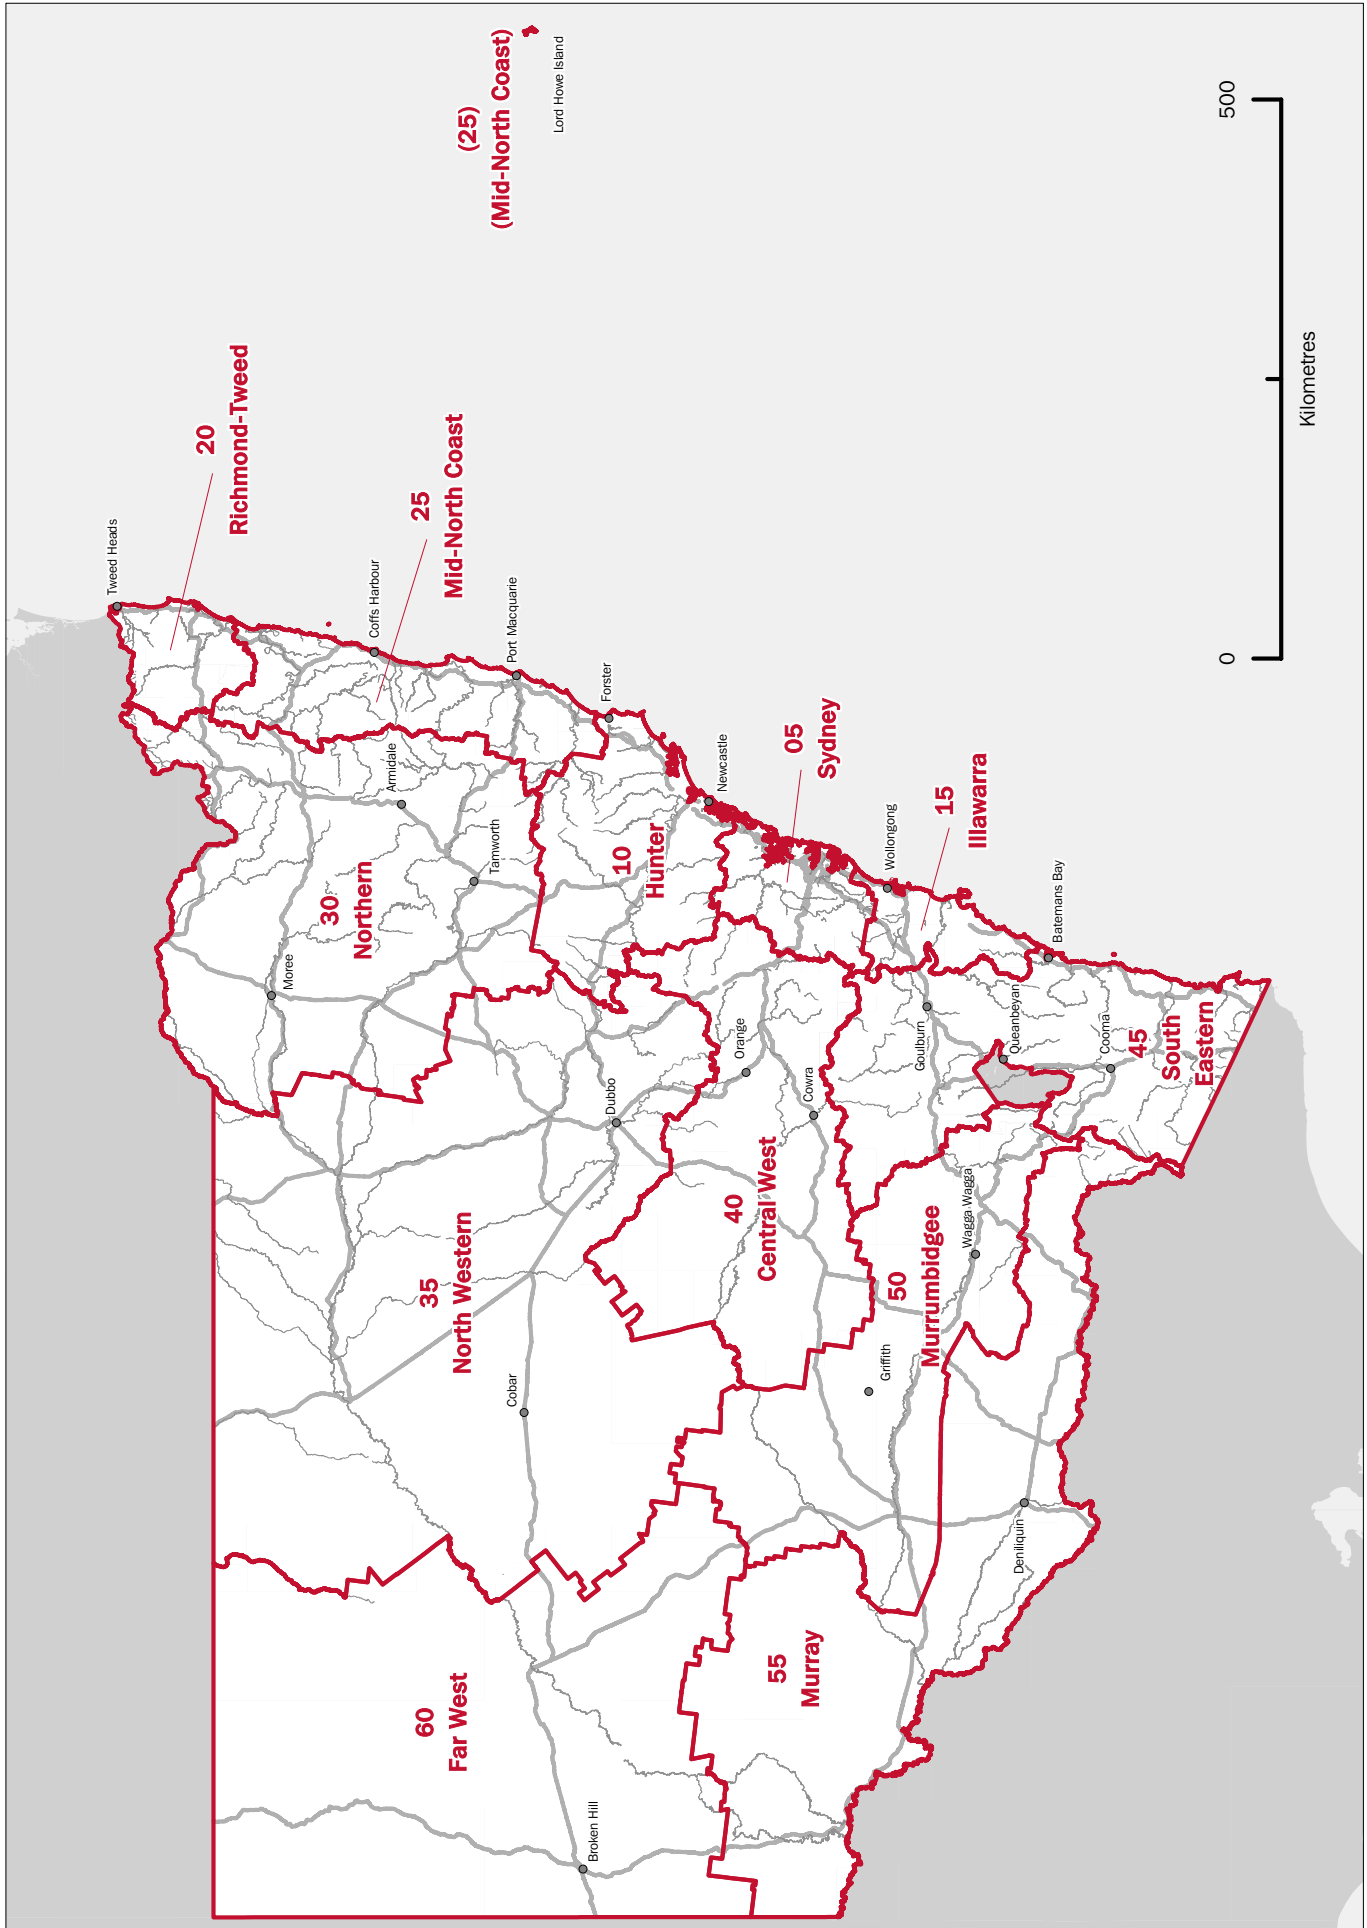 (25)
(Mid-North Coast)
Lord Howe Island
20
Richmond-Tweed
25
Mid-North Coast
Tweed Heads
Coffs Harbour
Port Macquarie
Forster
Newcastle
05
Sydney
Wollongong
15
Illawarra
Batemans Bay
Armidale
Tamworth
30
Northern
Moree
10
Hunter
Orange
Dubbo
Cowra
Goulburn
Queanbeyan
Cooma
45
South
Eastern
35
North Western
40
Central West
50
Murrumbidgee
Wagga Wagga
Cobar
Griffith
Deniliquin
60
Far West
55
Murray
Broken Hill
0
500
Kilometres